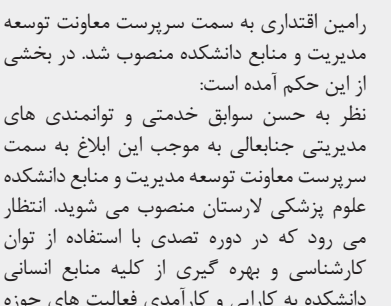 رامین اقتداری به سمت سرپرست معاونت توسعه
مدیریت و منابع دانشکده منصوب شد. در بخشی
از این حکم آمده است:
نظر به حسن سوابق خدمتی و توانمندی های
مدیریتی جنابعالی به موجب این ابلاغ به سمت
سرپرست معاونت توسعه مدیریت و منابع دانشکده
علوم پزشکی لارستان منصوب می شوید. انتظار
می رود که در دوره تصدی با استفاده از توان
کارشناسی و بهره گیری از کلیه منابع انسانی
دانشکده به کارایی و کارآمدی فعالیت های حوزه